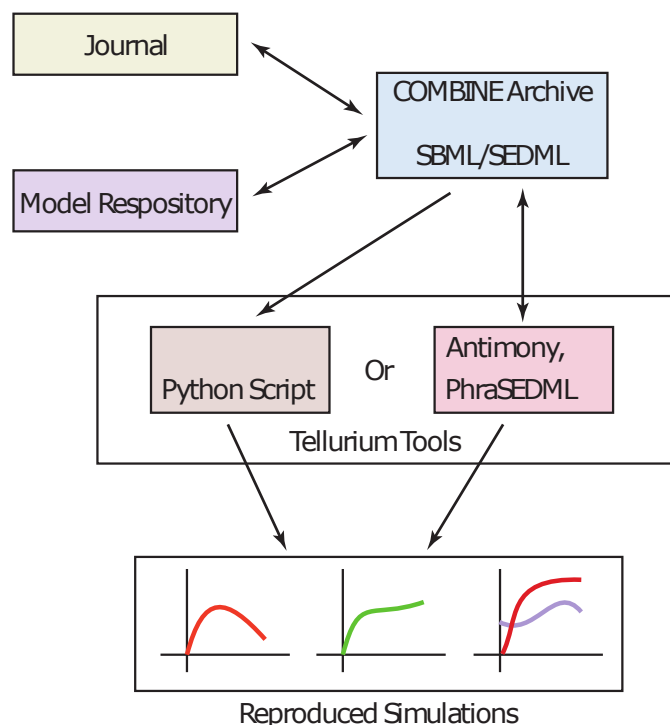 Journal
COMBINE Archive
SBML/SEDML
Model Respository
Python Script
Or
Antimony,
PhraSEDML
Tellurium Tools
Reproduced Simulations